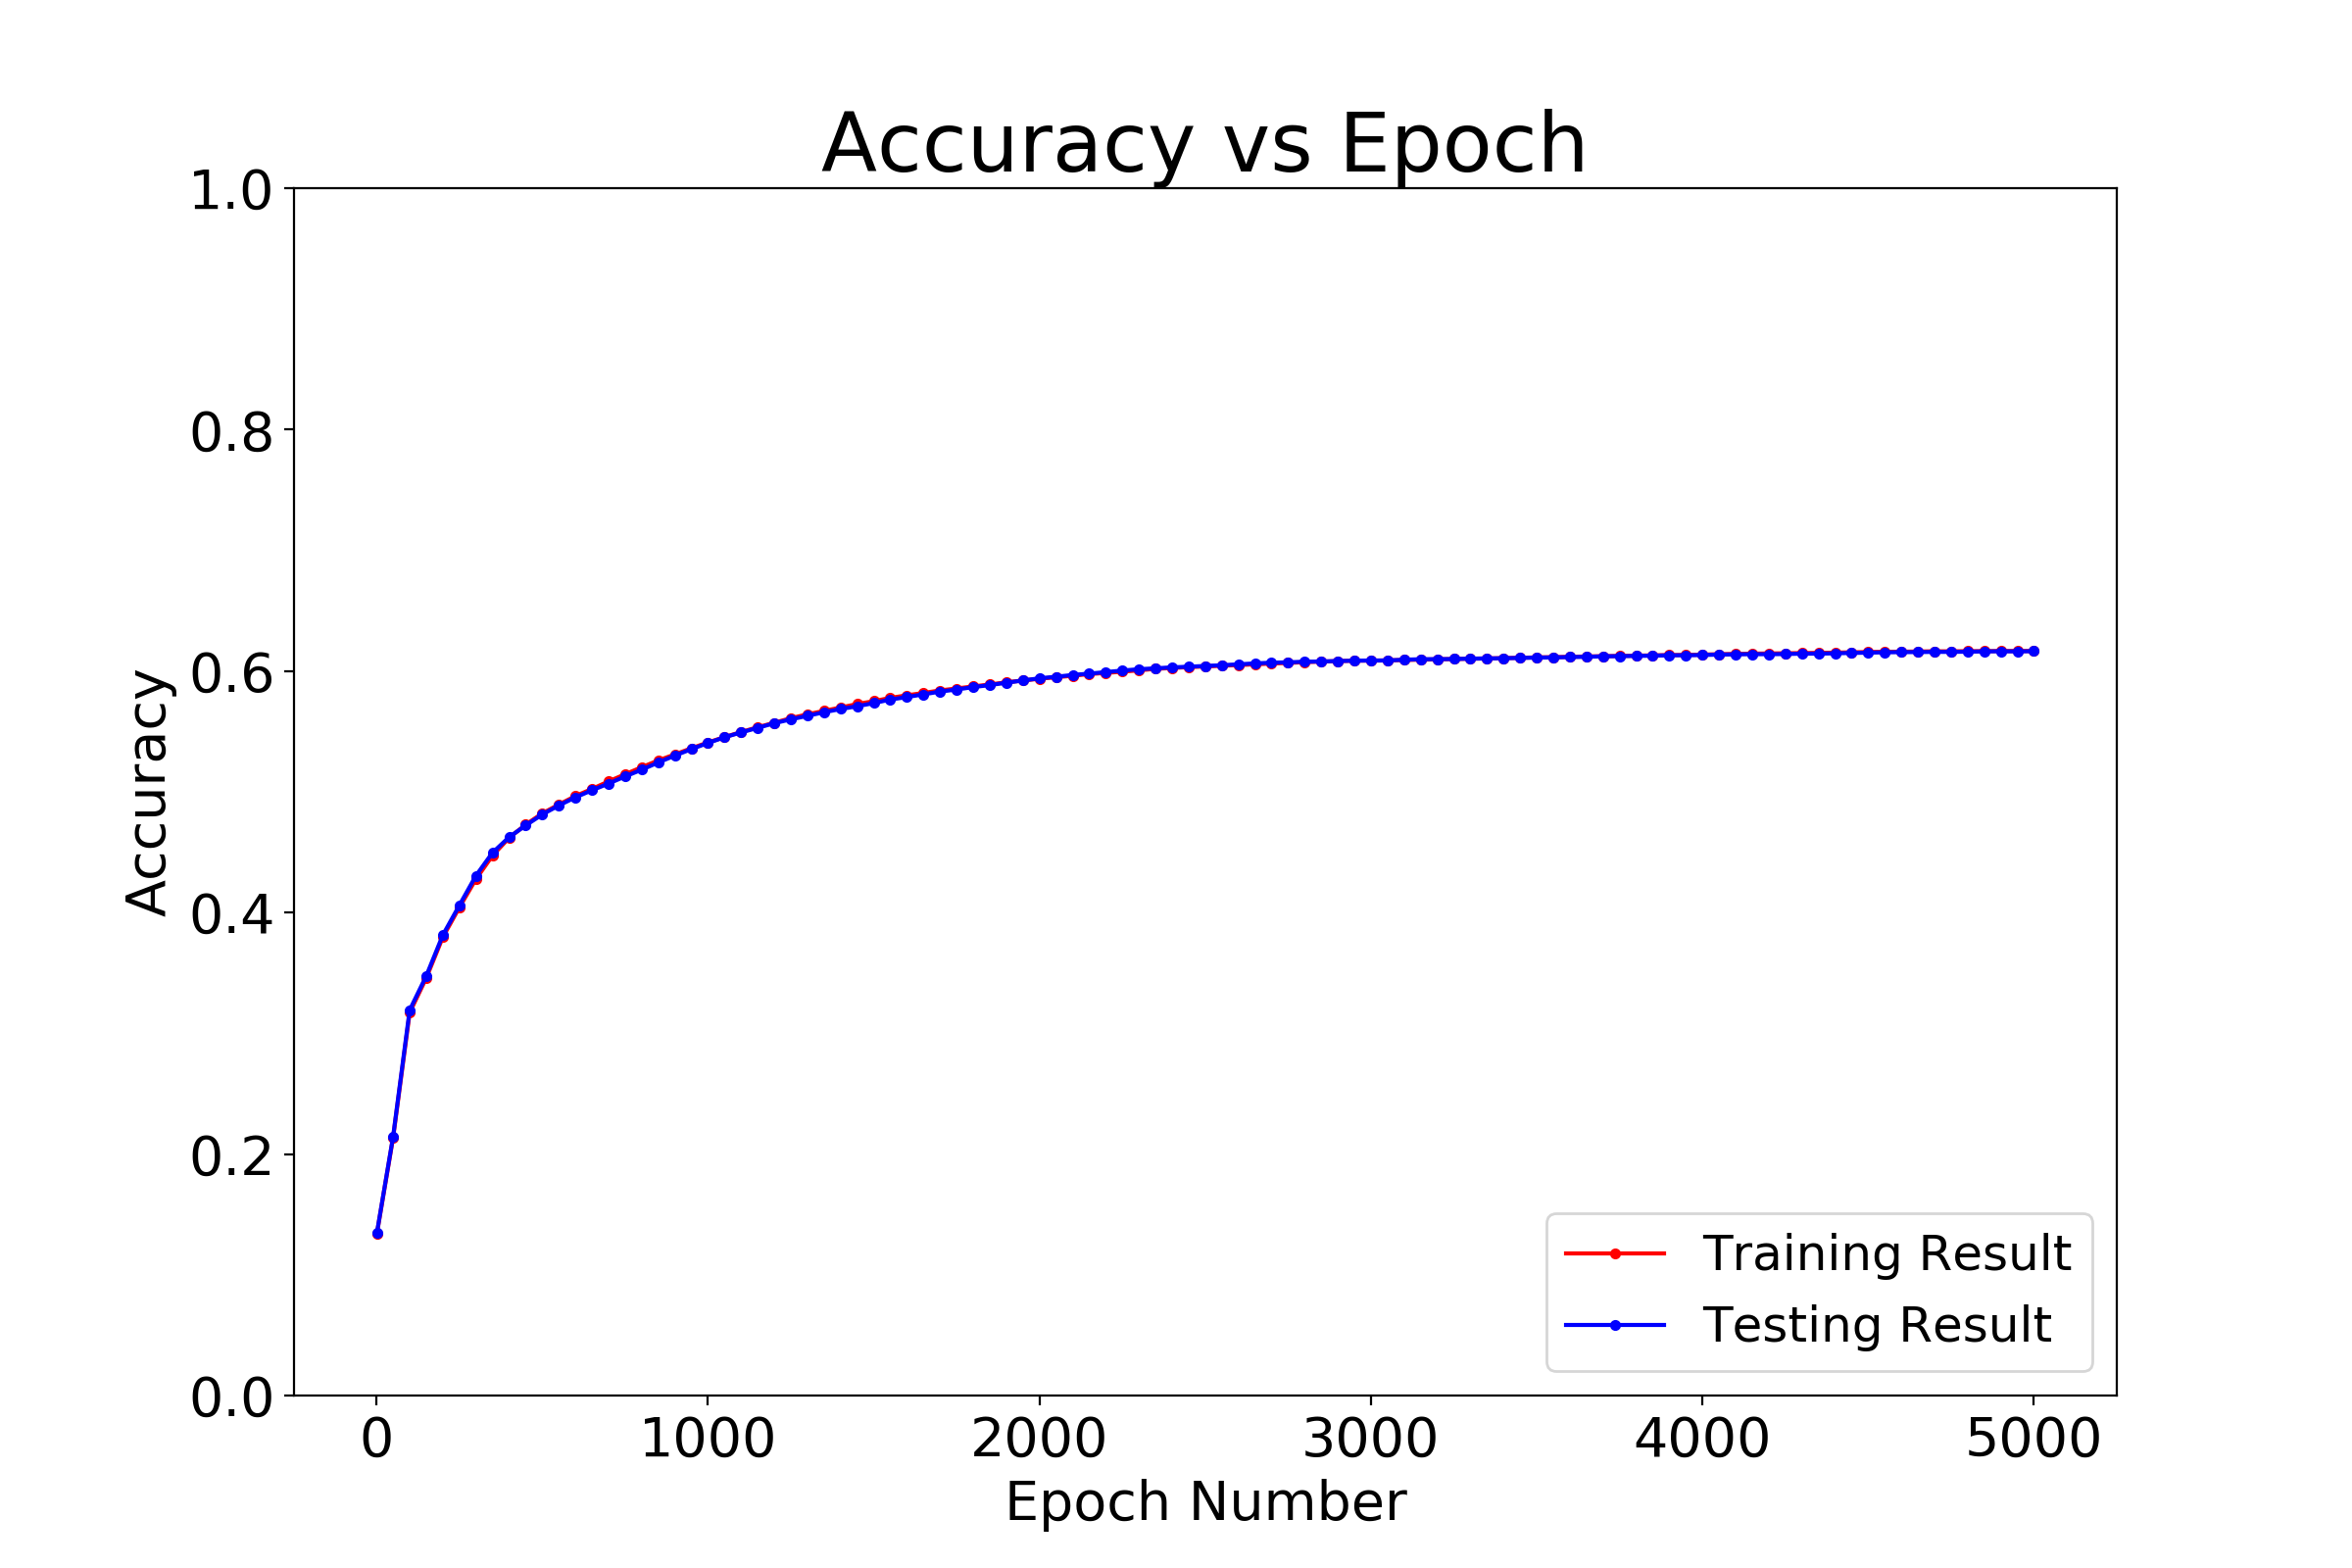 Accuracy vs Epoch
1.0
0.8
0.6
0.4
0.2
0.0
Accuracy
0 1000 2000 3000 4000 5000
Epoch Number
Training Result
Testing Result